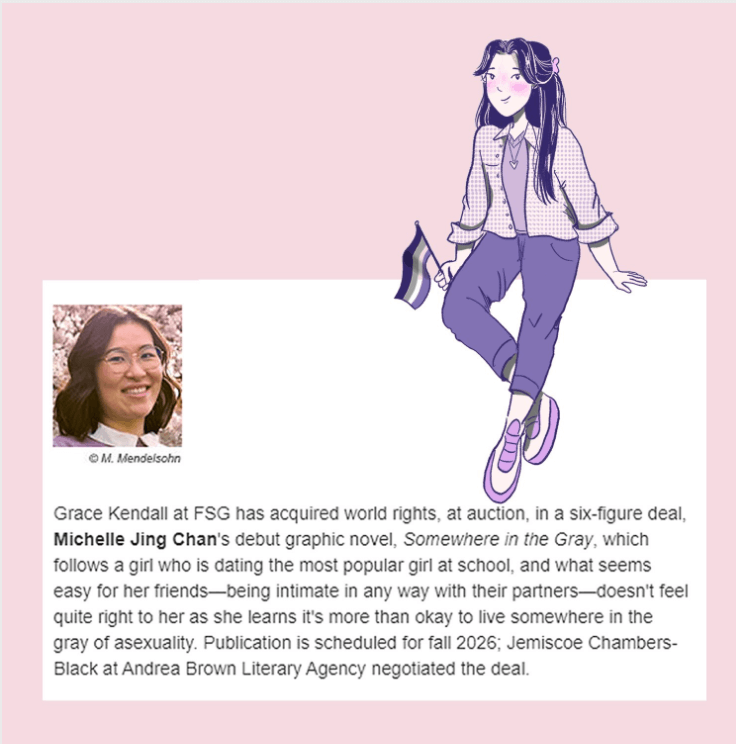 © M. Mendelsohn
Grace Kendall at FSG has acquired world rights, at auction, in a six-figure deal,
Michelle Jing Chan's debut graphic novel, Somewhere in the Gray, which
follows a girl who is dating the most popular girl at school, and what seems
easy for her friends—being intimate in any way with their partners—doesn't feel
quite right to her as she learns it's more than okay to live somewhere in the
gray of asexuality. Publication is scheduled for fall 2026; Jemiscoe Chambers-
Black at Andrea Brown Literary Agency negotiated the deal.